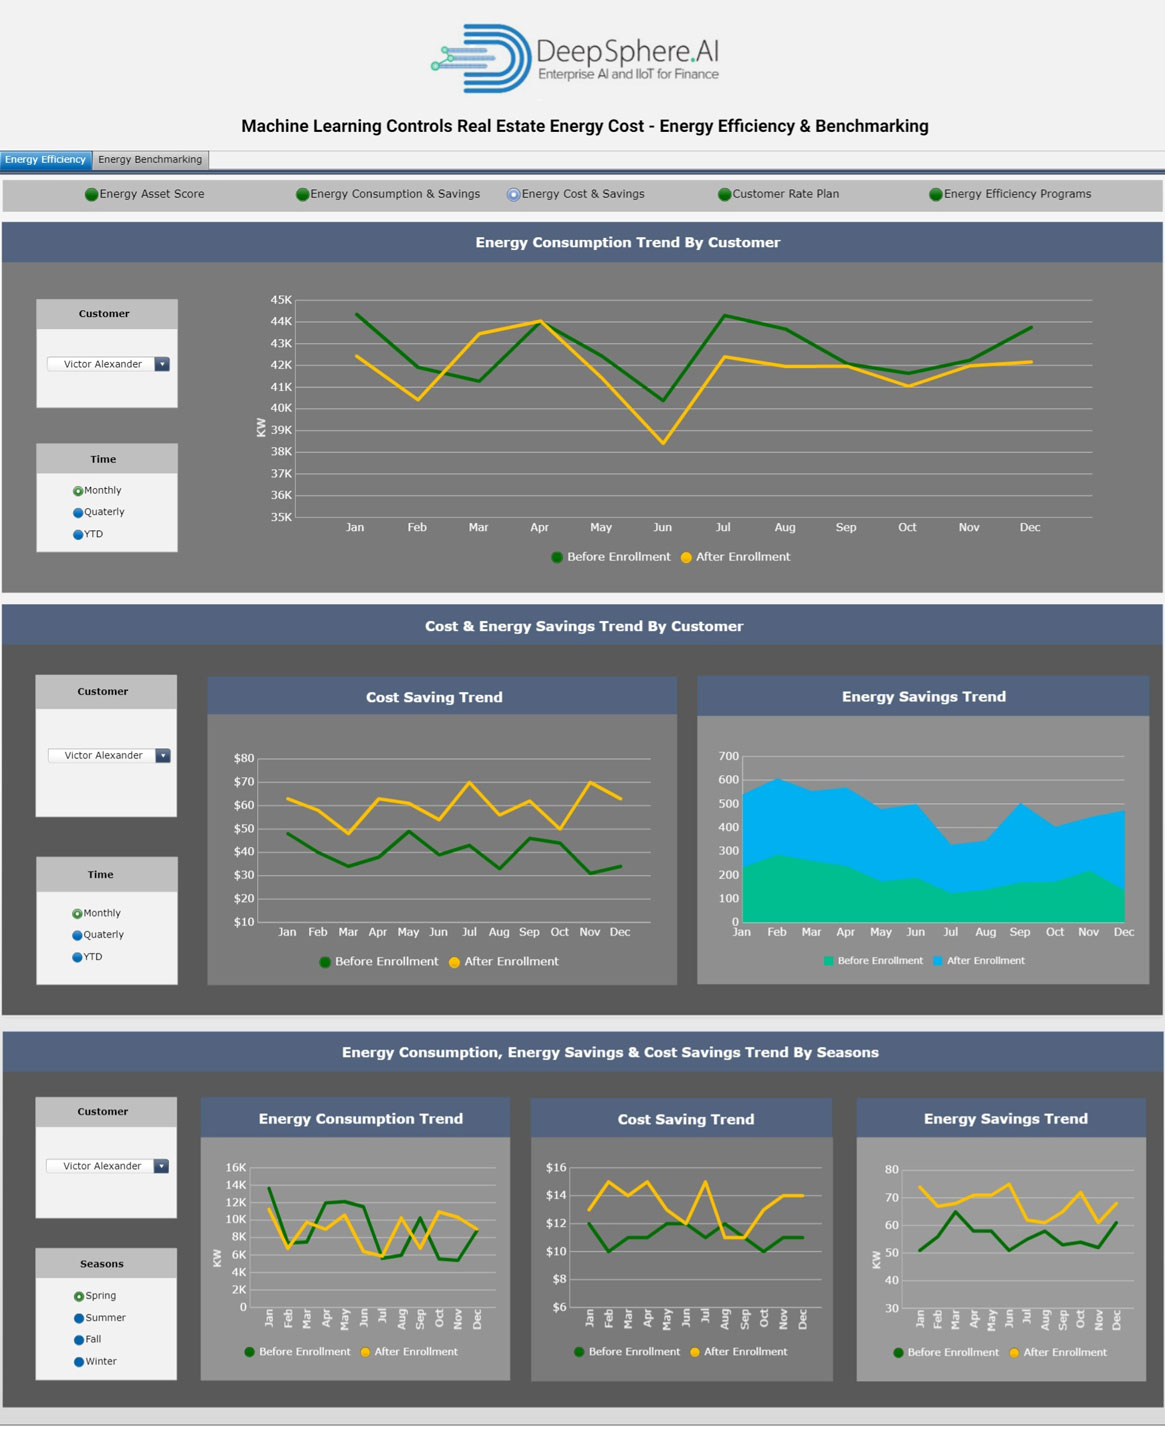 DeepSphere.AI
Enterprise AI and IIoT for Finance
Machine Learning Controls Real Estate Energy Cost - Energy Efficiency & Benchmarking
Energy Efficiency Energy Benchmarking
Energy Asset Score Energy Consumption & Savings Energy Cost & Savings Customer Rate Plan Energy Efficiency Programs
Energy Consumption Trend By Customer
Customer
Victor Alexander
Time
Monthly
Quaterly
YTD
45K
44K
43K
42K
41K
40K
39K
38K
37K
36K
35K
KW
Jan Feb Mar Apr May Jun Jul Aug Sep Oct Nov Dec
Before Enrollment After Enrollment
Cost & Energy Savings Trend By Customer
Customer
Victor Alexander
Time
Monthly
Quaterly
YTD
Cost Saving Trend
$80
$70
$60
$50
$40
$30
$20
$10
Jan Feb Mar Apr May Jun Jul Aug Sep Oct Nov Dec
Before Enrollment After Enrollment
Energy Savings Trend
700
600
500
400
300
200
100
0
Jan Feb Mar Apr May Jun Jul Aug Sep Oct Nov Dec
Before Enrollment After Enrollment
Energy Consumption, Energy Savings & Cost Savings Trend By Seasons
Customer
Victor Alexander
Seasons
Spring
Summer
Fall
Winter
Energy Consumption Trend
16K
14K
12K
10K
8K
6K
4K
2K
0
KW
Jan Feb Mar Apr May Jun Jul Aug Sep Oct Nov Dec
Before Enrollment After Enrollment
Cost Saving Trend
$16
$14
$12
$10
$8
$6
Jan Feb Mar Apr May Jun Jul Aug Sep Oct Nov Dec
Before Enrollment After Enrollment
Energy Savings Trend
80
70
60
50
40
30
KW
Jan Feb Mar Apr May Jun Jul Aug Sep Oct Nov Dec
Before Enrollment After Enrollment